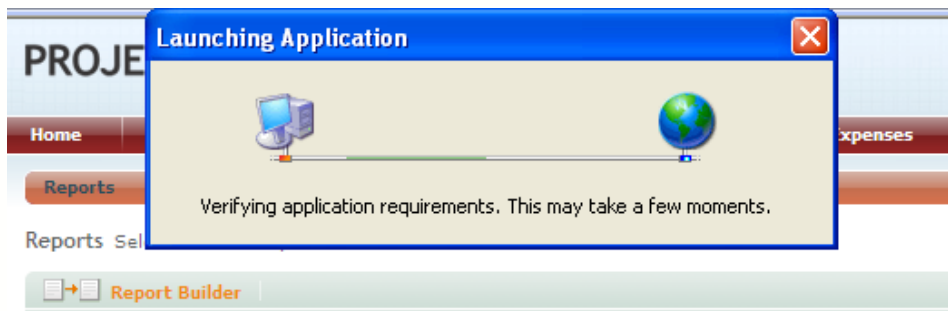 Launching Application
PROJE
Home
xpenses
Reports
Verifying application requirements. This may take a few moments.
Reports Sel
Report Builder